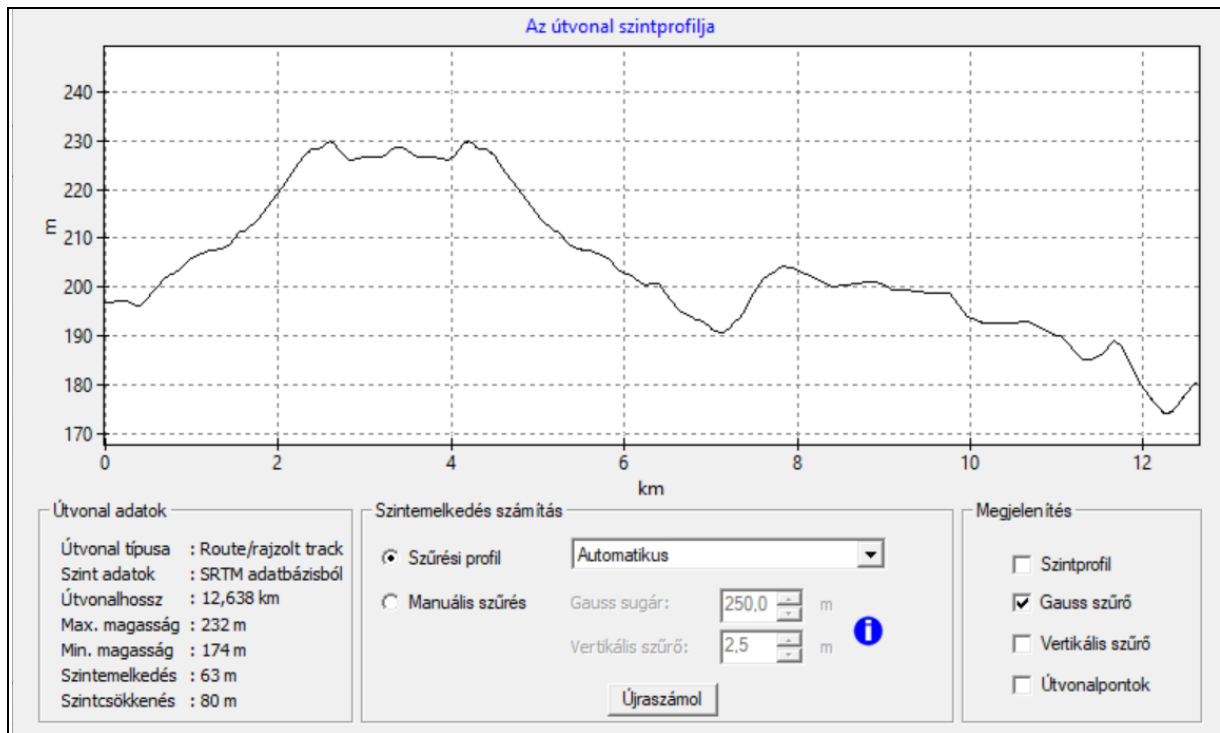 Az útvonal szintprofilja
240
230
220
210
200
190
180
170
m
0 2 4 6 8 10 12
km
Útvonal adatok
Útvonal típusa : Route/rajzolt track
Szint adatok : SRTM adatbázisból
Útvonalhossz : 12,638 km
Max. magasság : 232 m
Min. magasság : 174 m
Szintemelkedés : 63 m
Szintcsökkenés : 80 m
Szintemelkedés számítás
Szűrési profil Automatikus
Manuális szűrés Gauss sugár: 250,0 m
Vertikális szűrő: 2,5 m
i
Újraszámol
Megjelenítés
Szintprofil
Gauss szűrő
Vertikális szűrő
Útvonalpontok